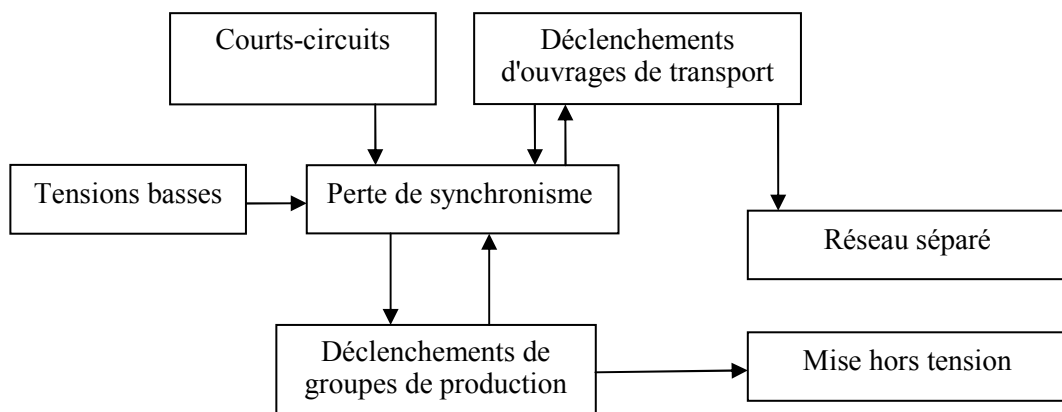 Courts-circuits
Déclenchements
d'ouvrages de transport
Tensions basses
Perte de synchronisme
Réseau séparé
Déclenchements de
groupes de production
Mise hors tension